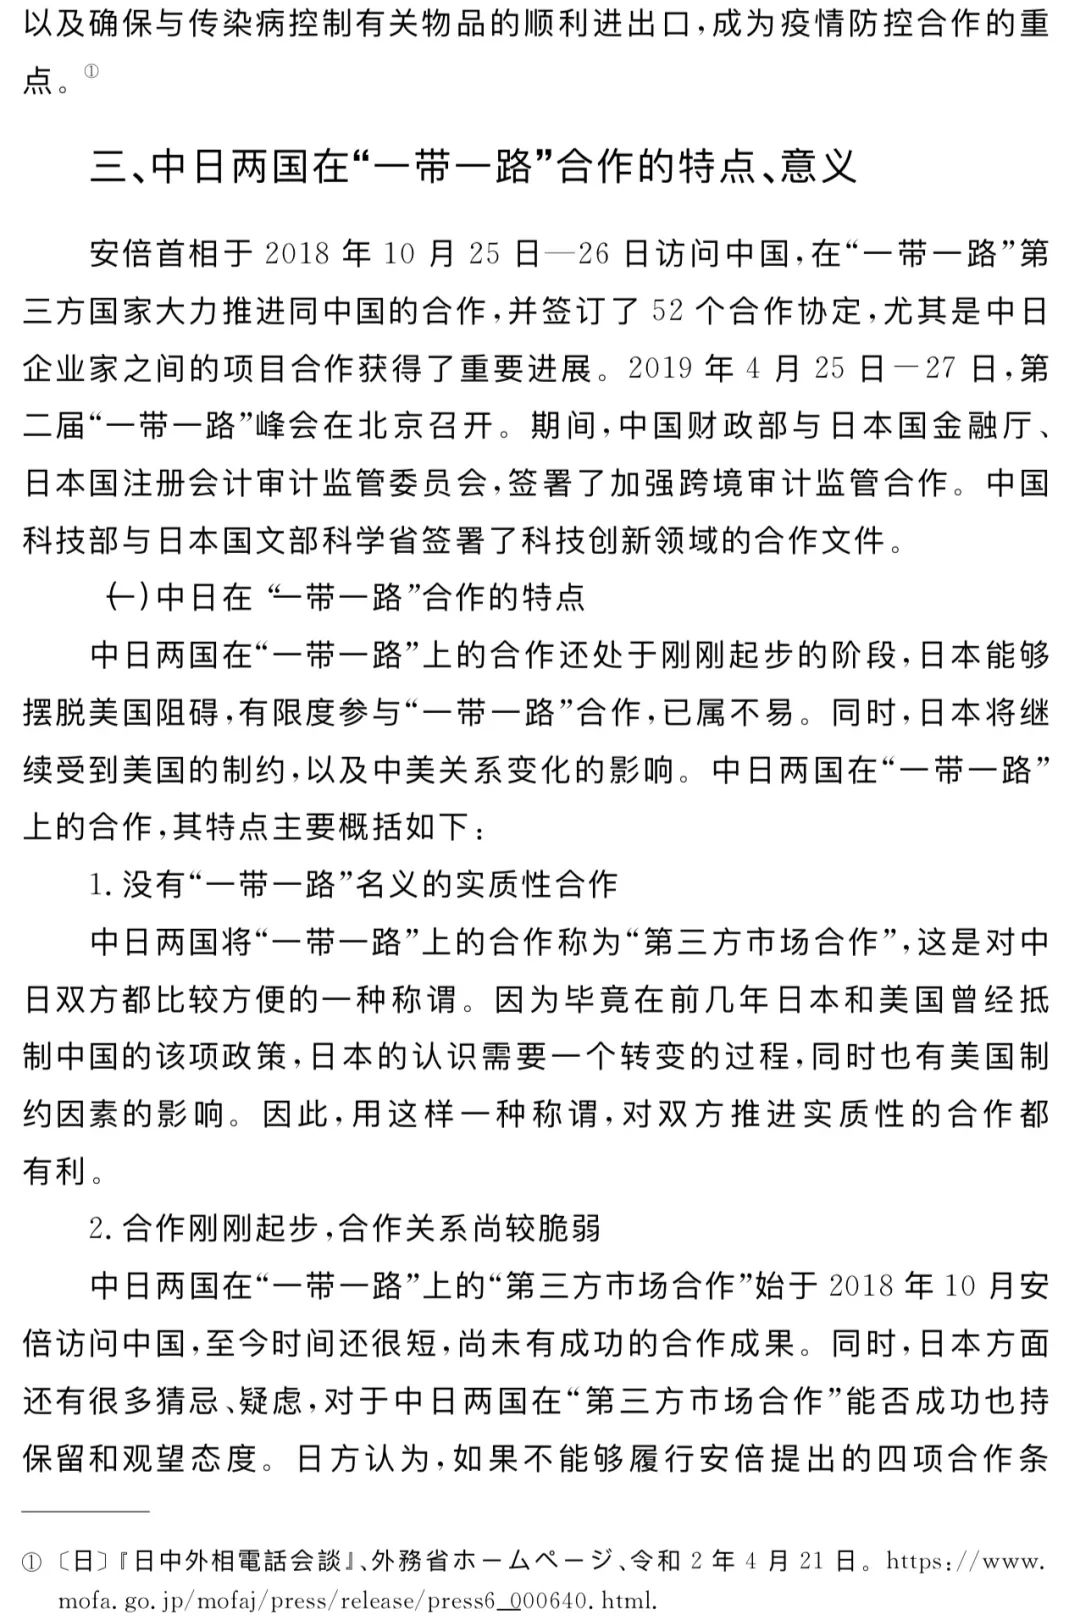 以及确保与传染病控制有关物品的顺利进出口,成为疫情防控合作的重
点。①
三、中日两国在“一带一路”合作的特点、意义
安倍首相于 2018 年 10 月 25 日—26 日访问中国,在“一带一路”第
三方国家大力推进同中国的合作,并签订了 52 个合作协定,尤其是中日
企业家之间的项目合作获得了重要进展。2019 年 4 月 25 日－27 日,第
二届“一带一路”峰会在北京召开。期间,中国财政部与日本国金融厅、
日本国注册会计审计监管委员会,签署了加强跨境审计监管合作。中国
科技部与日本国文部科学省签署了科技创新领域的合作文件。
(一)中日在“一带一路”合作的特点
中日两国在“一带一路”上的合作还处于刚刚起步的阶段,日本能够
摆脱美国阻碍,有限度参与“一带一路”合作,已属不易。同时,日本将继
续受到美国的制约,以及中美关系变化的影响。中日两国在“一带一路”
上的合作,其特点主要概括如下:
1. 没有“一带一路”名义的实质性合作
中日两国将“一带一路”上的合作称为“第三方市场合作”,这是对中
日双方都比较方便的一种称谓。因为毕竟在前几年日本和美国曾经抵
制中国的该项政策,日本的认识需要一个转变的过程,同时也有美国制
约因素的影响。因此,用这样一种称谓,对双方推进实质性的合作都
有利。
2. 合作刚刚起步,合作关系尚较脆弱
中日两国在“一带一路”上的“第三方市场合作”始于 2018 年 10 月安
倍访问中国,至今时间还很短,尚未有成功的合作成果。同时,日本方面
还有很多猜忌、疑虑,对于中日两国在“第三方市场合作”能否成功也持
保留和观望态度。日方认为,如果不能够履行安倍提出的四项合作条
① 〔日〕『日中外相電話会談』、外務省ホームページ、令和 2 年 4 月 21 日。https://www.
mofa. go. jp/mofaj/press/release/press6_000640. html.